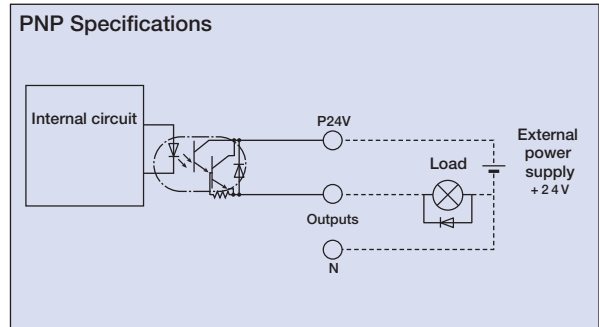 PNP Specifications
Internal circuit
P24V
External
power
supply
+24V
Load
Outputs
N